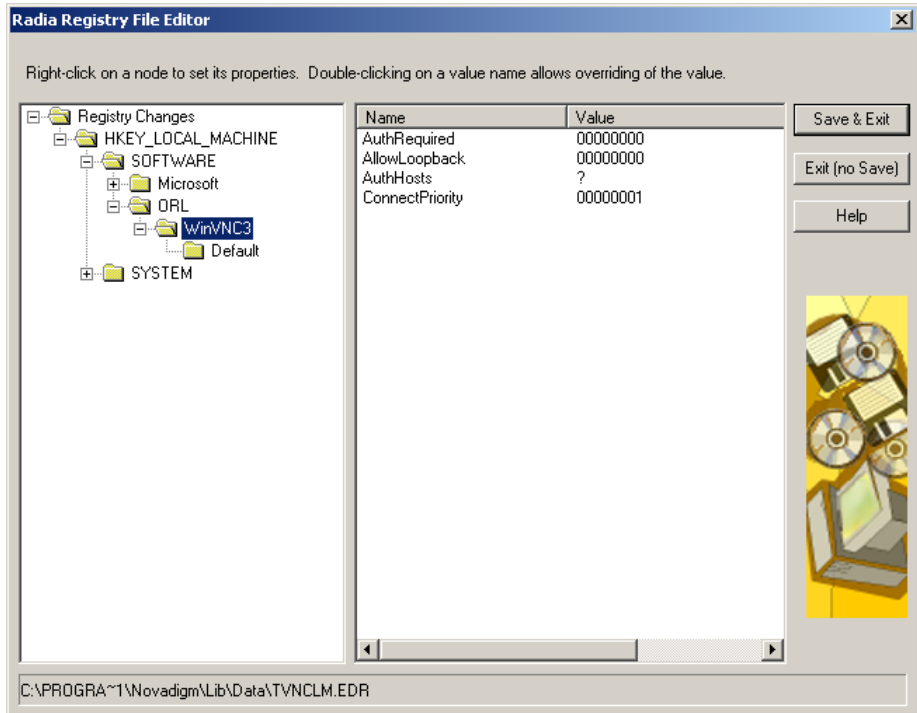 Radia Registry File Editor
Right-click on a node to set its properties. Double-clicking on a value name allows overriding of the value.
Registry Changes
HKEY_LOCAL_MACHINE
SOFTWARE
Microsoft
ORL
WinVNC3
Default
SYSTEM
Name Value
AuthRequired 00000000
AllowLoopback 00000000
AuthHosts ?
ConnectPriority 00000001
Save & Exit
Exit (no Save)
Help
C:\PROGRA~1\Novadigm\Lib\Data\TVNCLM.EDR